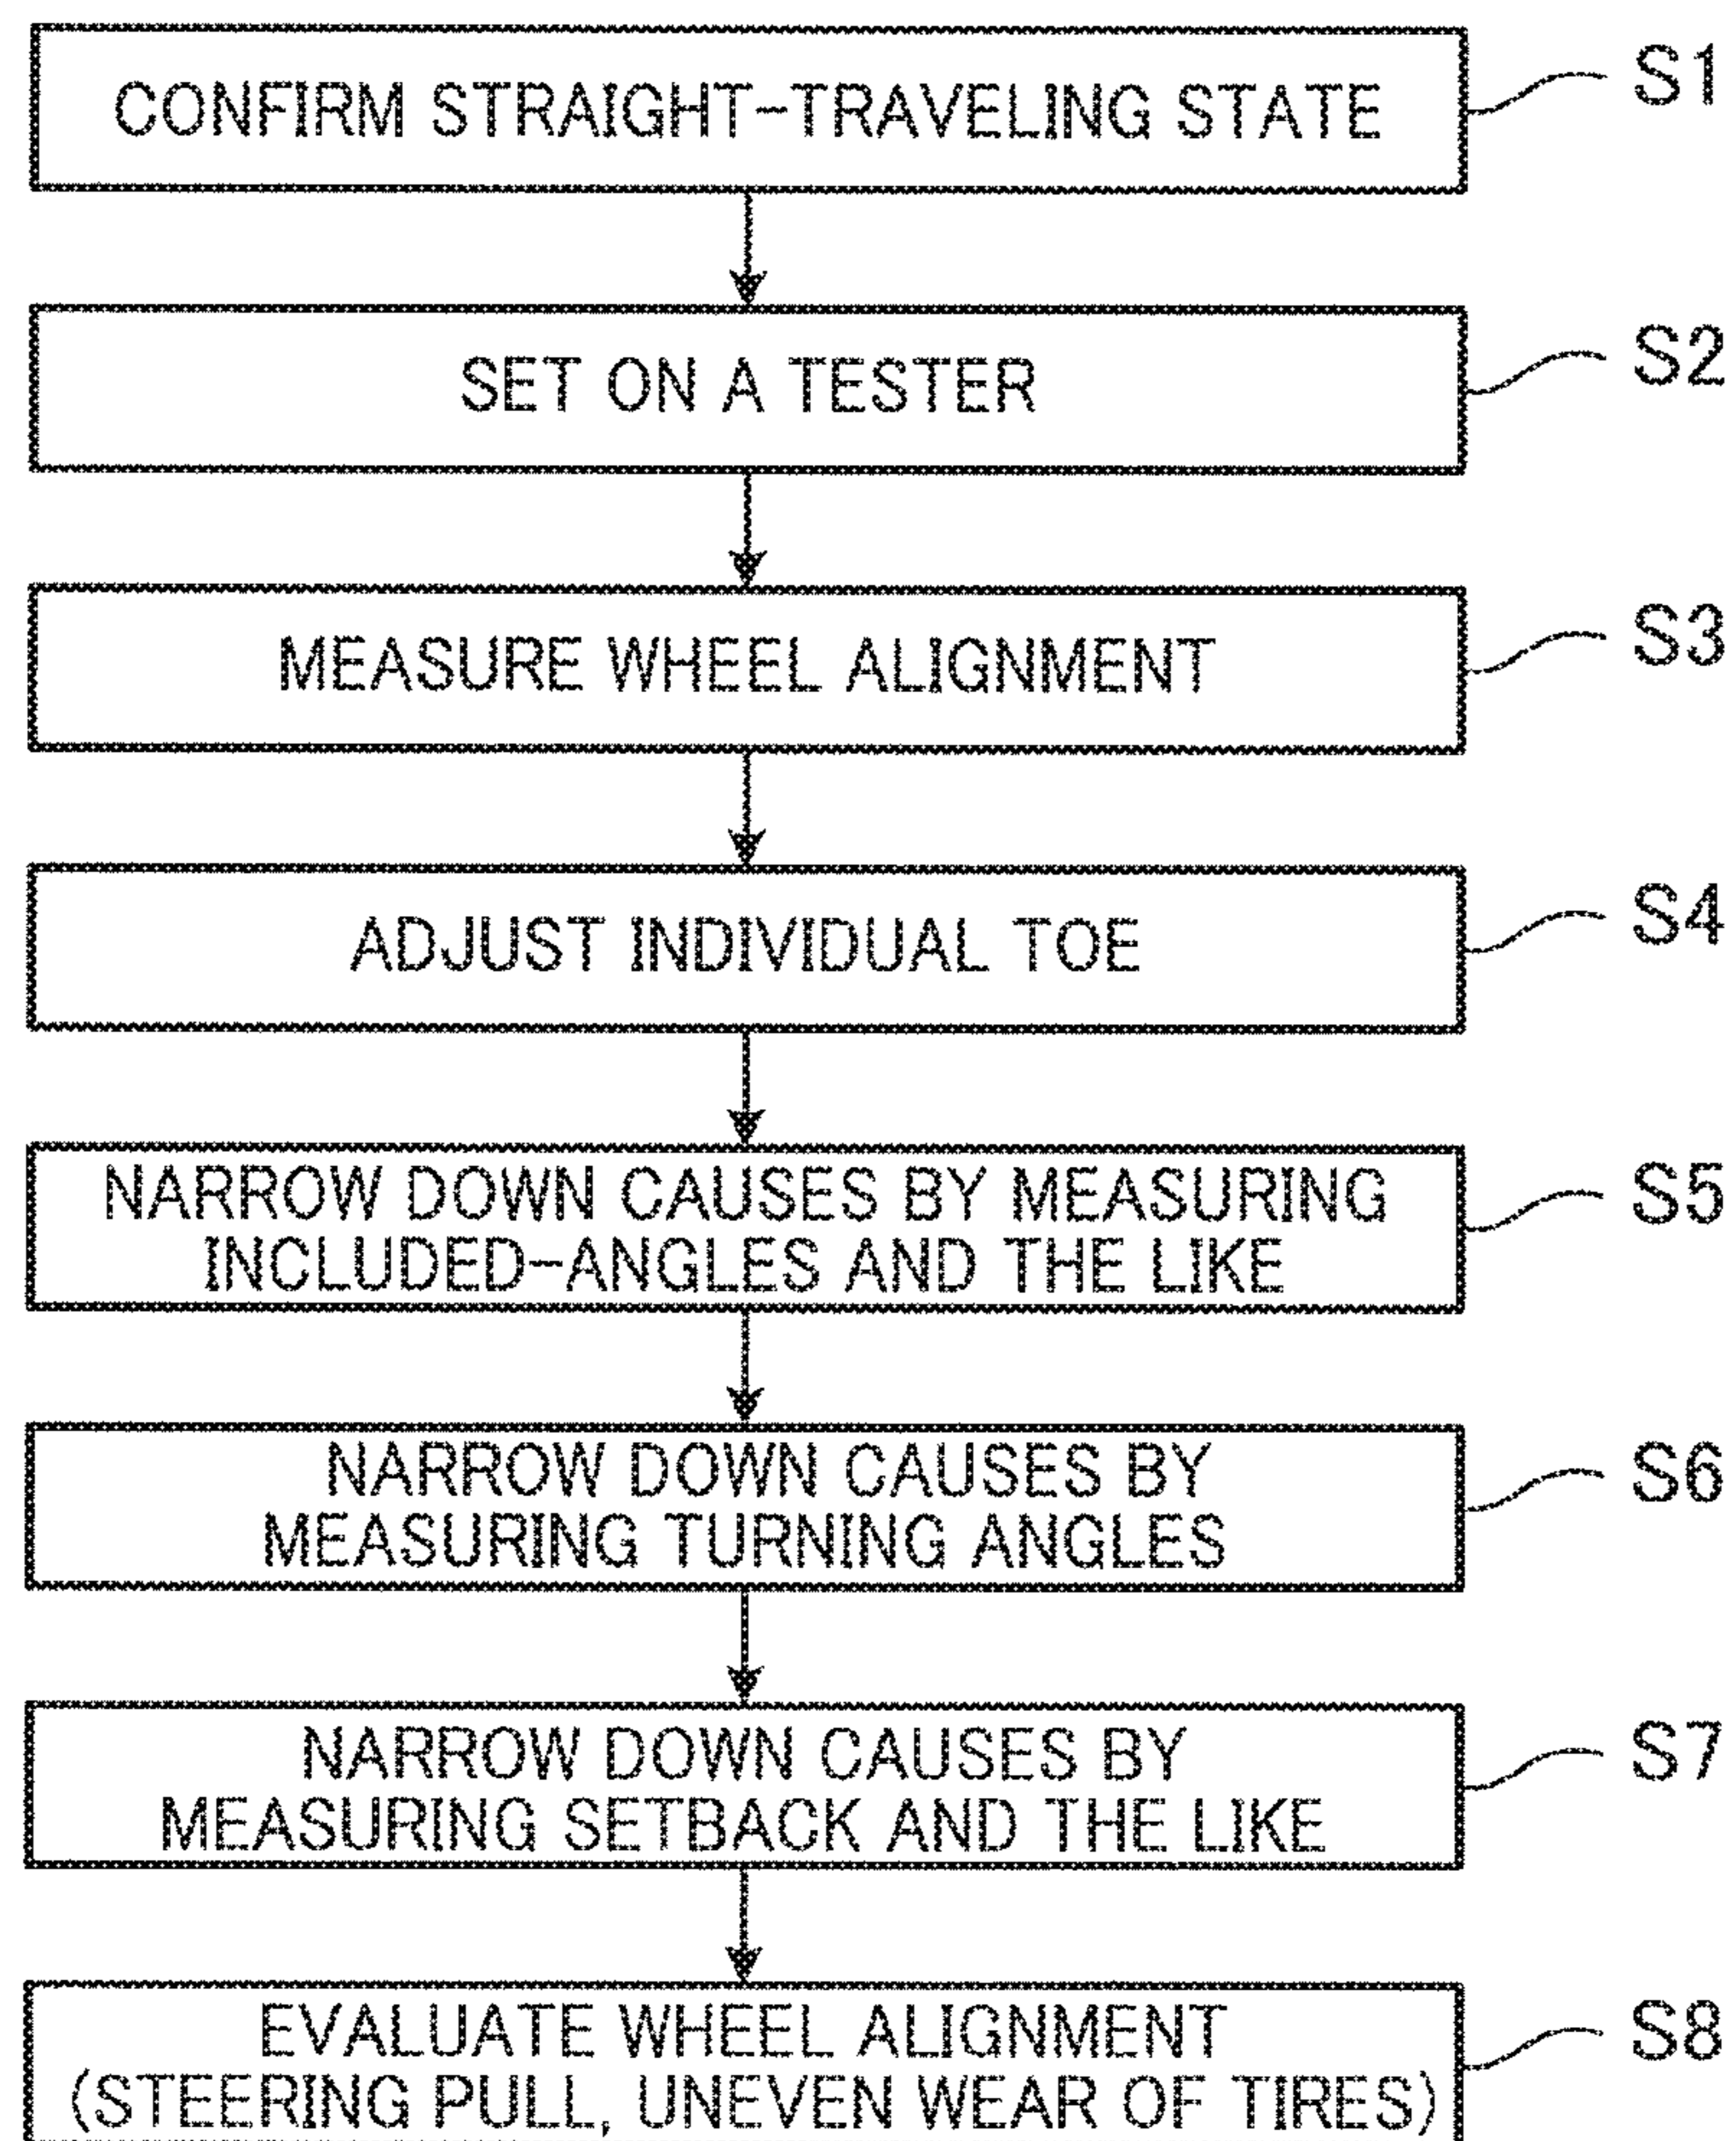 CONFIRM STRAIGHT-TRAVELING STATE
S1
SET ON A TESTER
S2
MEASURE WHEEL ALIGNMENT
S3
ADJUST INDIVIDUAL TOE
S4
NARROW DOWN CAUSES BY MEASURING
INCLUDED-ANGLES AND THE LIKE
S5
NARROW DOWN CAUSES BY
MEASURING TURNING ANGLES
S6
NARROW DOWN CAUSES BY
MEASURING SETBACK AND THE LIKE
S7
EVALUATE WHEEL ALIGNMENT
(STEERING PULL, UNEVEN WEAR OF TIRES)
S8